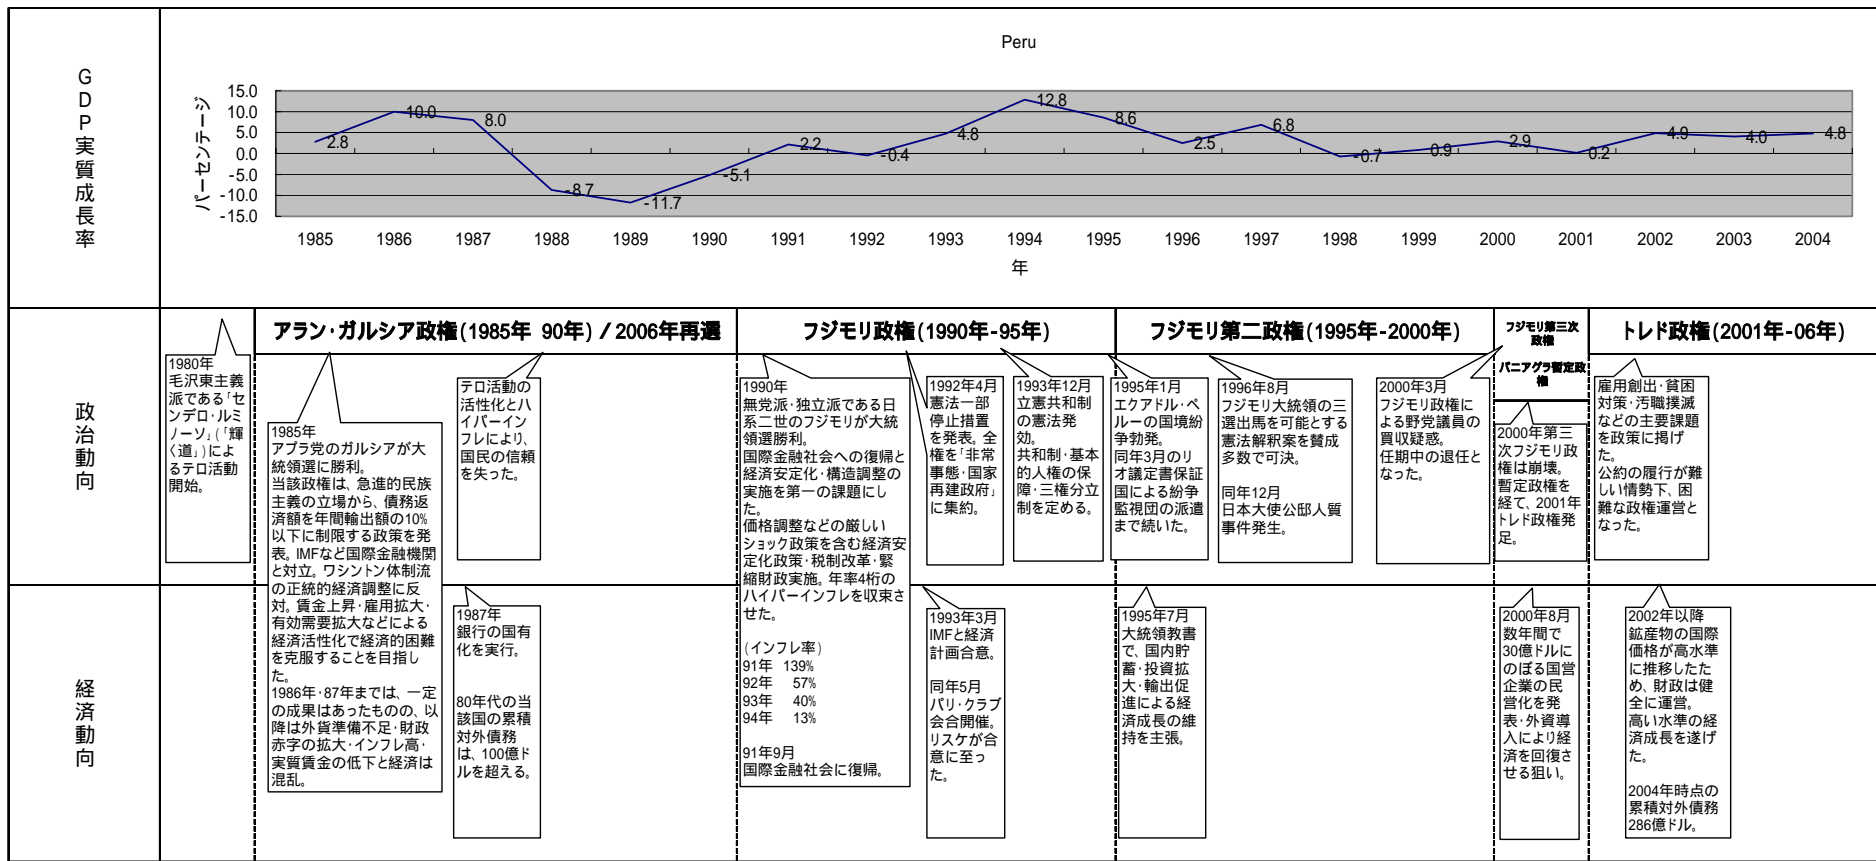 GDP実質成長率
Peru
パーセンテージ
15.0
10.0
5.0
0.0
-5.0
-10.0
-15.0
2.8
10.0
8.0
-8.7
-11.7
-5.1
2.2
-0.4
4.8
12.8
8.6
2.5
6.8
-0.7
0.9
2.9
0.2
4.9
4.0
4.8
1985 1986 1987 1988 1989 1990 1991 1992 1993 1994 1995 1996 1997 1998 1999 2000 2001 2002 2003 2004
年
政治動向
アラン・ガルシア政権(1985年 90年) / 2006年再選
フジモリ政権(1990年-95年)
フジモリ第二政権(1995年-2000年)
フジモリ第三次
政権
パニアグラ暫定政
権
トレド政権(2001年-06年)
1980年
毛沢東主義
派である「セ
ンデロ・ルミ
ノーソ」(「輝
く道」)によ
るテロ活動
開始。
1985年
アプラ党のガルシアが大
統領選に勝利。
当該政権は、急進的民族
主義の立場から、債務返
済額を年間輸出額の10%
以下に制限する政策を発
表。IMFなど国際金融機関
と対立。ワシントン体制流
の正統的経済調整に反
対。賃金上昇・雇用拡大・
有効需要拡大などによる
経済活性化で経済的困難
を克服することを目指し
た。
1986年・87年までは、一定
の成果はあったものの、以
降は外貨準備不足・財政
赤字の拡大・インフレ高・
実質賃金の低下と経済は
混乱。
テロ活動の
活性化とハ
イパーイン
フレにより、
国民の信頼
を失った。
1990年
無党派・独立派である日
系二世のフジモリが大統
領選勝利。
国際金融社会への復帰と
経済安定化・構造調整の
実施を第一の課題にし
た。
価格調整などの厳しい
ショック政策を含む経済安
定化政策・税制改革・緊
縮財政実施。年率4桁の
ハイパーインフレを収束さ
せた。
(インフレ率)
91年 139%
92年 57%
93年 40%
94年 13%
91年9月
国際金融社会に復帰。
1992年4月
憲法一部
停止措置
を発表。全
権を「非常
事態・国家
再建政府」
に集約。
1993年12月
立憲共和制
の憲法発
効。
共和制・基本
的人権の保
障・三権分立
制を定める。
1995年1月
エクアドル・ペ
ルーの国境紛
争勃発。
同年3月のリ
オ議定書保証
国による紛争
監視団の派遣
まで続いた。
1996年8月
フジモリ大統領の三
選出馬を可能とする
憲法解釈案を賛成
多数で可決。
同年12月
日本大使公邸人質
事件発生。
2000年3月
フジモリ政権によ
る野党議員の
買収疑惑。
任期中の退任と
なった。
2000年第三
次フジモリ政
権は崩壊。
暫定政権を
経て、2001年
トレド政権発
足。
雇用創出・貧困
対策・汚職撲滅
などの主要課題
を政策に掲げ
た。
公約の履行が難
しい情勢下、困
難な政権運営と
なった。
経済動向
1987年
銀行の国有
化を実行。
80年代の当
該国の累積
対外債務
は、100億ド
ルを超える。
1993年3月
IMFと経済
計画合意。
同年5月
パリ・クラブ
会合開催。
リスケが合
意に至っ
た。
1995年7月
大統領教書
で、国内貯
蓄・投資拡
大・輸出促
進による経
済成長の維
持を主張。
2000年8月
数年間で
30億ドルに
のぼる国営
企業の民
営化を発
表・外資導
入により経
済を回復さ
せる狙い。
2002年以降
鉱産物の国際
価格が高水準
に推移したた
め、財政は健
全に運営。
高い水準の経
済成長を遂げ
た。
2004年時点の
累積対外債務
286億ドル。